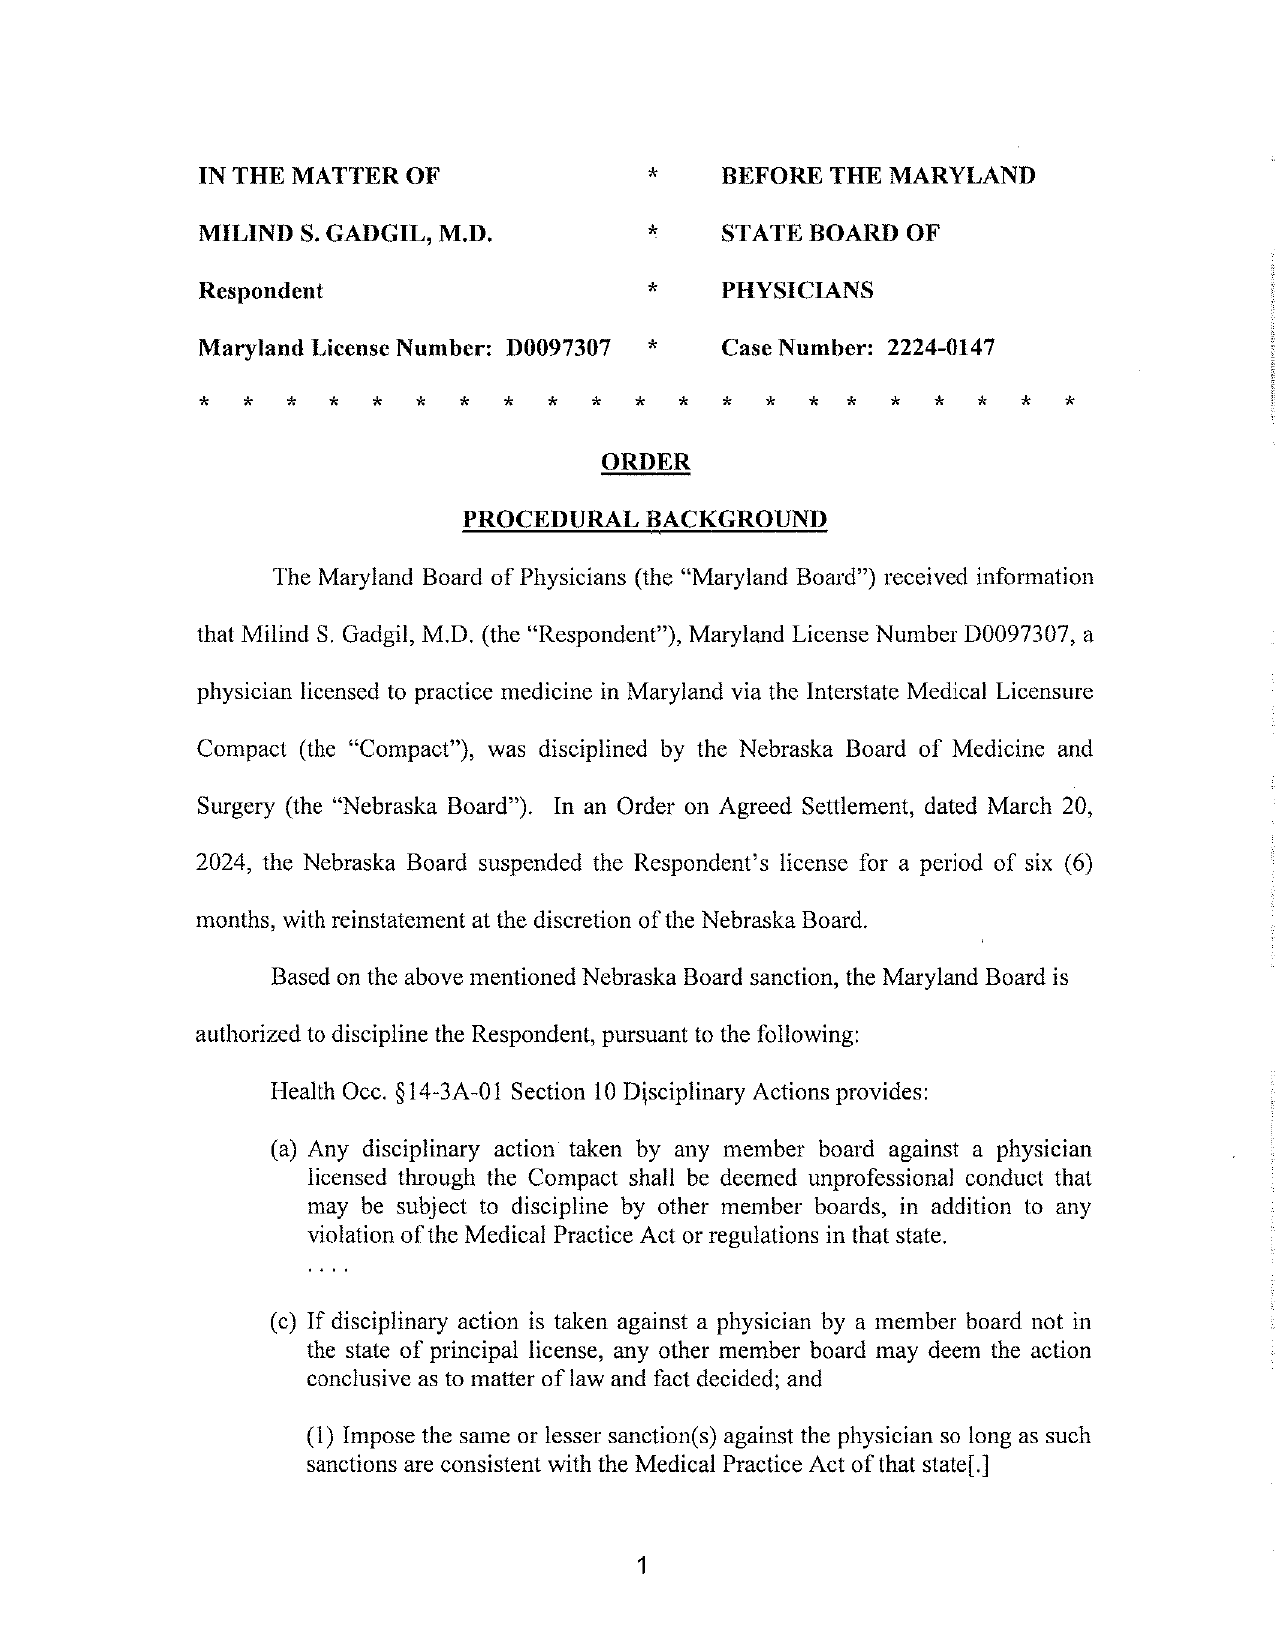 IN THE MATTER OF * BEFORE THE MARYLAND
MILIND S. GADGIL, M.D. * STATE BOARD OF
Respondent * PHYSICIANS
Maryland License Number: D0097307 * Case Number: 2224-0147
* * * * * * * * * * * * * * * * * * * * *
ORDER
PROCEDURAL BACKGROUND
The Maryland Board of Physicians (the “Maryland Board”) received information
that Milind S. Gadgil, M.D. (the “Respondent”), Maryland License Number D0097307, a
physician licensed to practice medicine in Maryland via the Interstate Medical Licensure
Compact (the “Compact”), was disciplined by the Nebraska Board of Medicine and
Surgery (the “Nebraska Board”). In an Order on Agreed Settlement, dated March 20,
2024, the Nebraska Board suspended the Respondent’s license for a period of six (6)
months, with reinstatement at the discretion of the Nebraska Board.
Based on the above mentioned Nebraska Board sanction, the Maryland Board is
authorized to discipline the Respondent, pursuant to the following:
Health Occ. §14-3A-01 Section 10 Disciplinary Actions provides:
(a) Any disciplinary action taken by any member board against a physician
licensed through the Compact shall be deemed unprofessional conduct that
may be subject to discipline by other member boards, in addition to any
violation of the Medical Practice Act or regulations in that state.
. . . .
(c) If disciplinary action is taken against a physician by a member board not in
the state of principal license, any other member board may deem the action
conclusive as to matter of law and fact decided; and
(1) Impose the same or lesser sanction(s) against the physician so long as such
sanctions are consistent with the Medical Practice Act of that state[.]
1